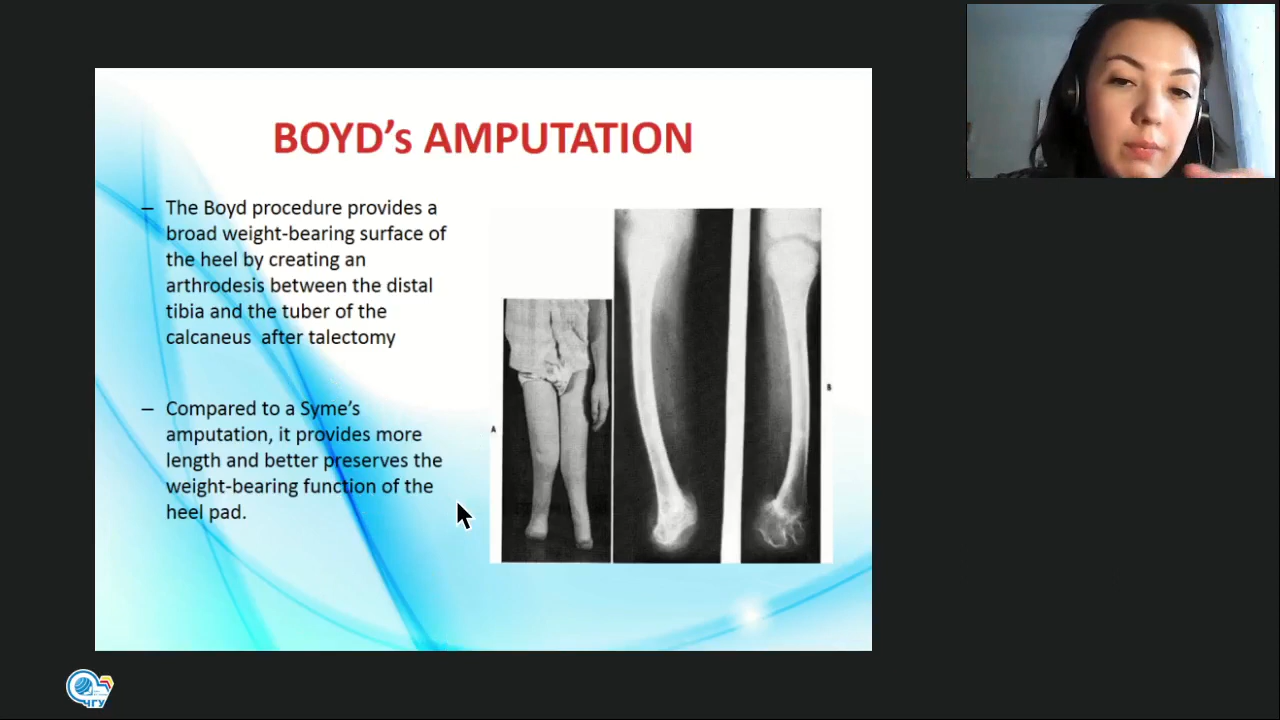 BOYD's AMPUTATION
– The Boyd procedure provides a
broad weight-bearing surface of
the heel by creating an
arthrodesis between the distal
tibia and the tuber of the
calcaneus after talectomy
– Compared to a Syme's
amputation, it provides more
length and better preserves the
weight-bearing function of the
heel pad.
A
B
ЧГУ